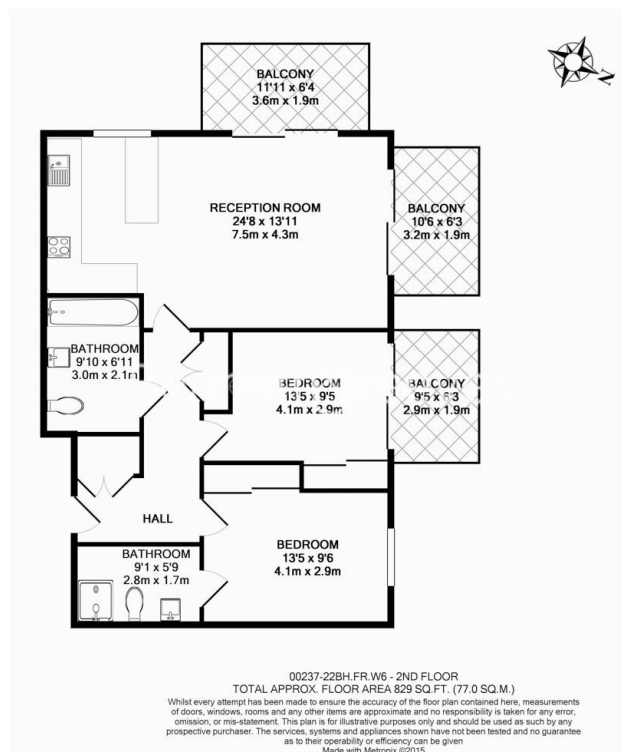 BALCONY
11'11 x 6'4
3.6m x 1.9m
N
RECEPTION ROOM
24'8 x 13'11
7.5m x 4.3m
BALCONY
10'6 x 6'3
3.2m x 1.9m
BATHROOM
9'10 x 6'11
3.0m x 2.1m
BEDROOM
13'5 x 9'5
4.1m x 2.9m
BALCONY
9'5 x 6'3
2.9m x 1.9m
HALL
BATHROOM
9'1 x 5'9
2.8m x 1.7m
BEDROOM
13'5 x 9'6
4.1m x 2.9m
00237-22BH.FR.W6 - 2ND FLOOR
TOTAL APPROX. FLOOR AREA 829 SQ.FT. (77.0 SQ.M.)
Whilst every attempt has been made to ensure the accuracy of the floor plan contained here, measurements
of doors, windows, rooms and any other items are approximate and no responsibility is taken for any error,
omission, or mis-statement. This plan is for illustrative purposes only and should be used as such by any
prospective purchaser. The services, systems and appliances shown have not been tested and no guarantee
as to their operability or efficiency can be given
Made with Metropix ©2015